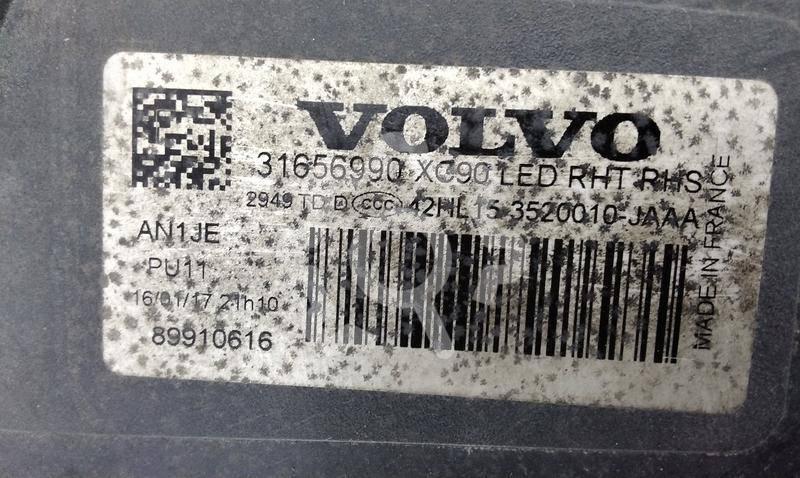 VOLVO
31656990 XC90 LED RHT RHS
2949 TD D CCC 42HL15 3520010-JAAA
AN1JE
PU11
16/01/17 21h10
89910616
MADE IN FRANCE